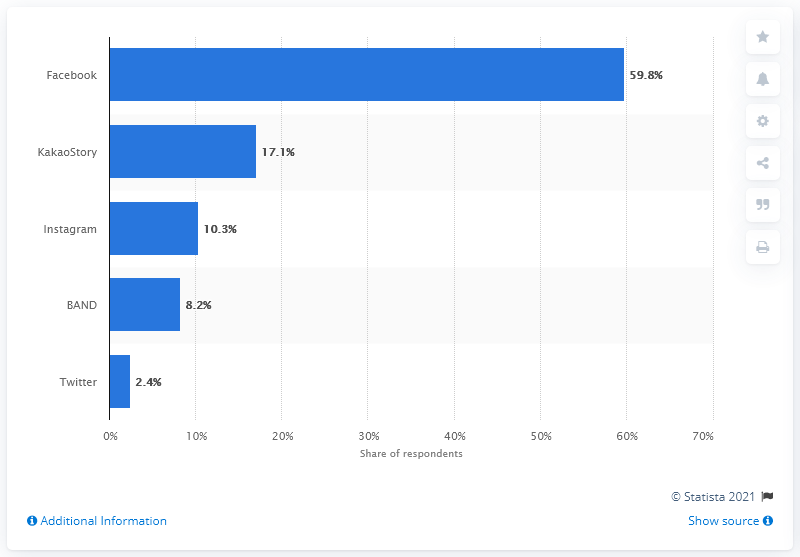 Facebook 59.8%
KakaoStory 17.1%
Instagram 10.3%
BAND 8.2%
Twitter 2.4%
0% 10% 20% 30% 40% 50% 60% 70%
Share of respondents
© Statista 2021
Additional Information Show source